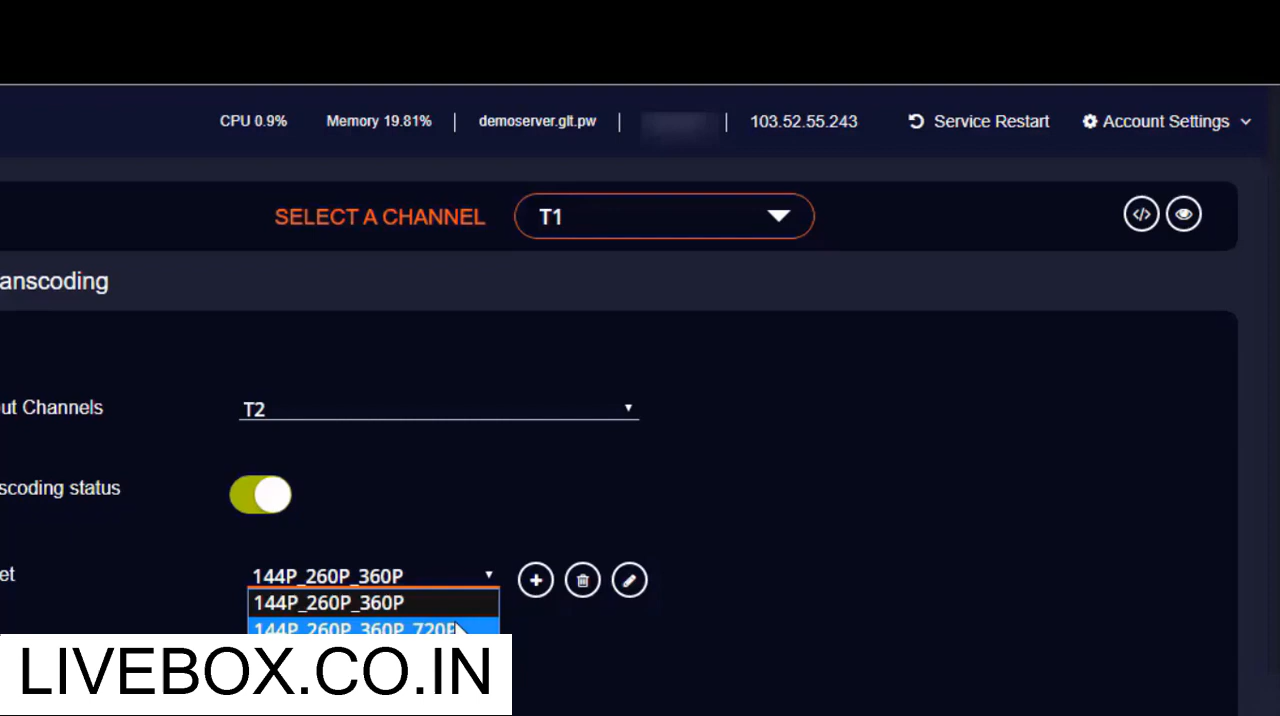 CPU 0.9% Memory 19.81% | demoserver.glt.pw | | 103.52.55.243 Service Restart Account Settings
SELECT A CHANNEL T1
anscoding
ut Channels T2
scoding status
et 144P_260P_360P
144P_260P_360P
144P_260P_360P_720P
LIVEBOX.CO.IN